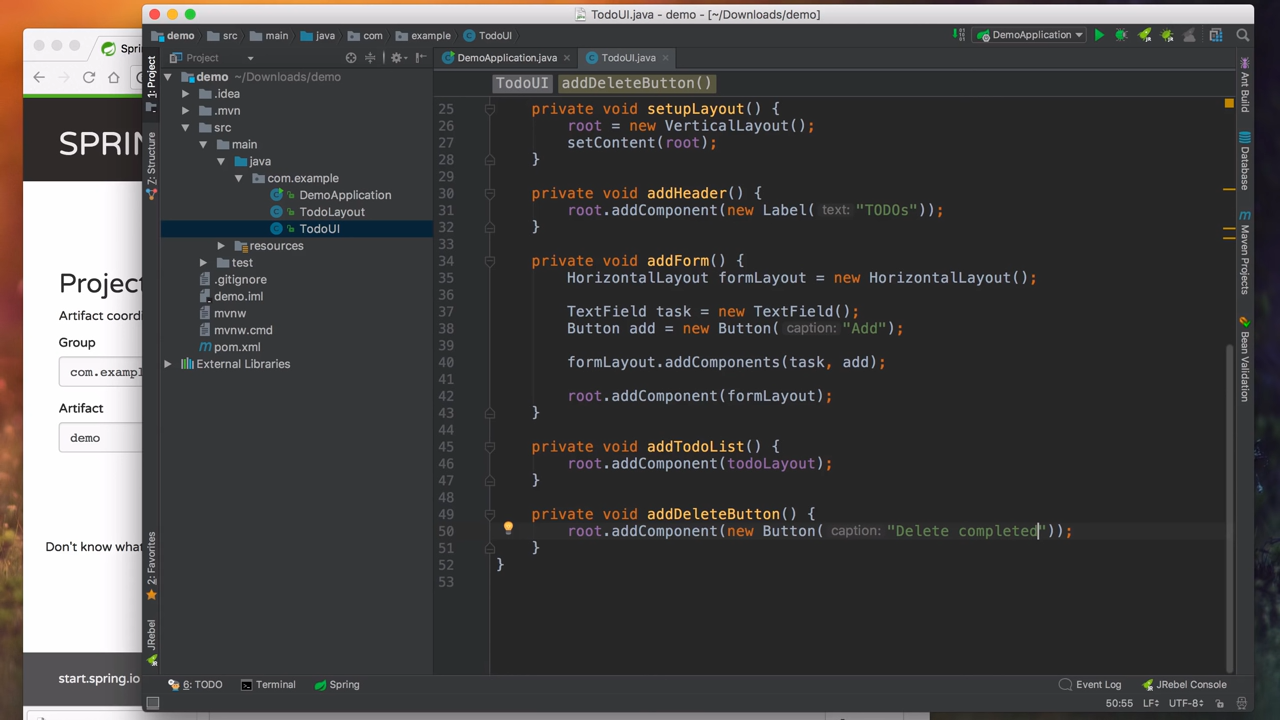 TodoUI.java - demo - [~/Downloads/demo]
demo
src
main
java
com
example
TodoUI
DemoApplication
Project
DemoApplication.java
TodoUI.java
TodoUI
addDeleteButton()
1: Project
7: Structure
2: Favorites
JRebel
demo ~/Downloads/demo
.idea
.mvn
src
main
java
com.example
DemoApplication
TodoLayout
TodoUI
resources
test
.gitignore
demo.iml
mvnw
mvnw.cmd
pom.xml
External Libraries
25 private void setupLayout() {
26 root = new VerticalLayout();
27 setContent(root);
28 }
29
30 private void addHeader() {
31 root.addComponent(new Label( text: "TODOs"));
32 }
33
34 private void addForm() {
35 HorizontalLayout formLayout = new HorizontalLayout();
36
37 TextField task = new TextField();
38 Button add = new Button( caption: "Add");
39
40 formLayout.addComponents(task, add);
41
42 root.addComponent(formLayout);
43 }
44
45 private void addTodoList() {
46 root.addComponent(todoLayout);
47 }
48
49 private void addDeleteButton() {
50 root.addComponent(new Button( caption: "Delete completed"));
51 }
52 }
53
Ant Build
Database
Maven Projects
Bean Validation
6: TODO
Terminal
Spring
Event Log
JRebel Console
50:55
LF
UTF-8
Spri
SPRIN
Project
Artifact coordi
Group
com.exampl
Artifact
demo
Don't know wha
start.spring.io